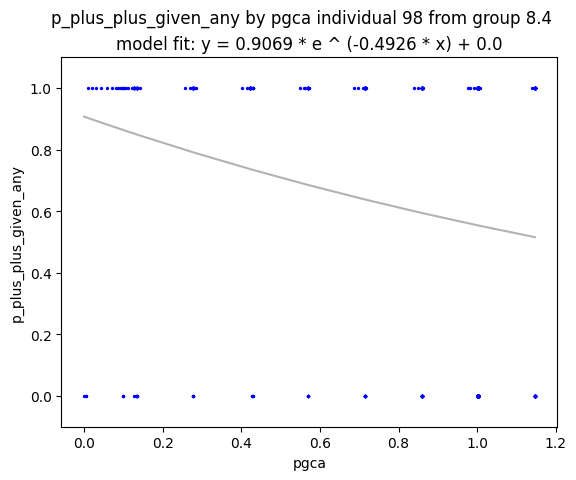 p_plus_plus_given_any by pgca individual 98 from group 8.4
model fit: y = 0.9069 * e ^ (-0.4926 * x) + 0.0
1.0
0.8
0.6
0.4
0.2
0.0
p_plus_plus_given_any
0.0 0.2 0.4 0.6 0.8 1.0 1.2
pgca